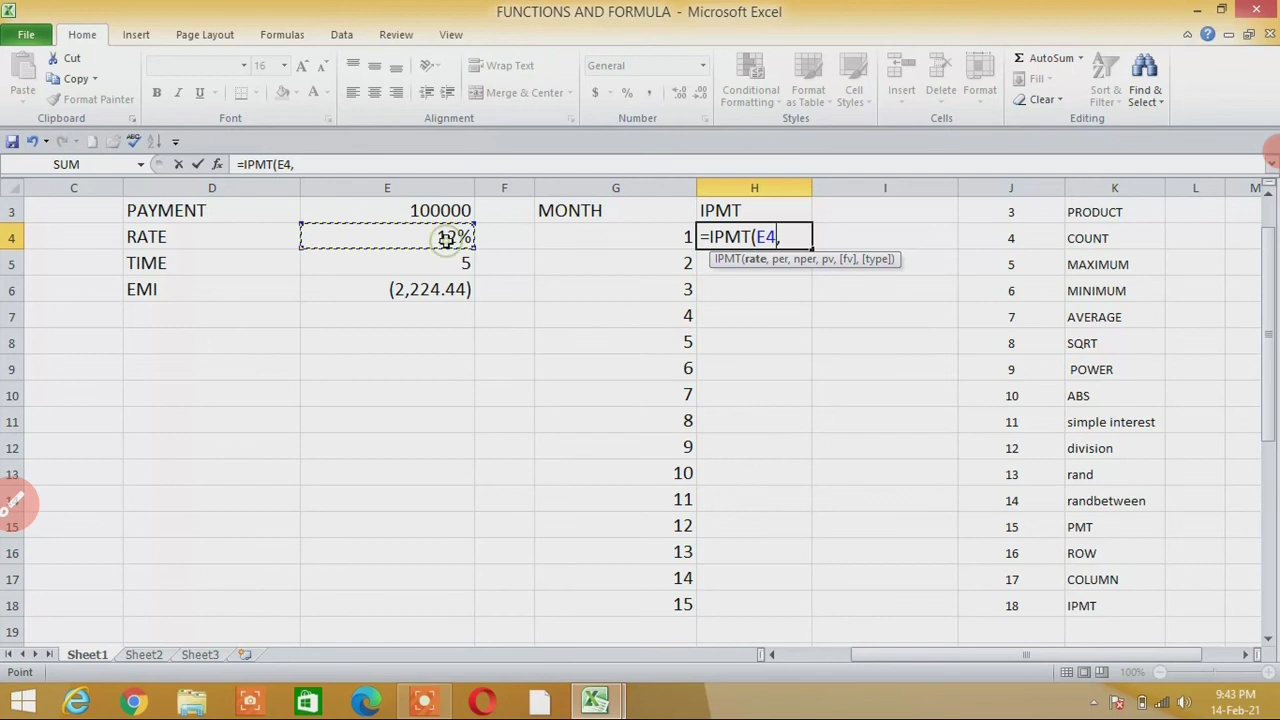 FUNCTIONS AND FORMULA - Microsoft Excel
File Home Insert Page Layout Formulas Data Review View
Paste
Cut
Copy
Format Painter
Clipboard
16 A A
B I U A
Font
Wrap Text
Merge & Center
Alignment
General
$ % ,
Number
Conditional Formatting
Format as Table
Cell Styles
Styles
Insert
Delete
Format
Cells
Σ AutoSum
Fill
Clear
Sort & Filter
Find & Select
Editing
SUM fx =IPMT(E4,
C D E F G H I J K L M
3 PAYMENT 100000 MONTH IPMT 3 PRODUCT
4 RATE 12% 1 =IPMT(E4, 4 COUNT
IPMT(rate, per, nper, pv, [fv], [type])
5 TIME 5 2 5 MAXIMUM
6 EMI (2,224.44) 3 6 MINIMUM
7 4 7 AVERAGE
8 5 8 SQRT
9 6 9 POWER
10 7 10 ABS
11 8 11 simple interest
12 9 12 division
13 10 13 rand
11 14 randbetween
15 12 15 PMT
16 13 16 ROW
17 14 17 COLUMN
18 15 18 IPMT
19
Sheet1 Sheet2 Sheet3
Point 100%
9:43 PM
14-Feb-21